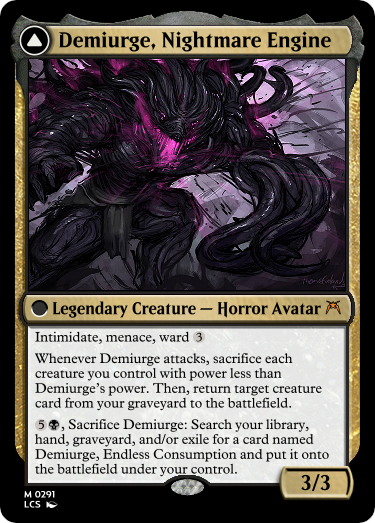 Demiurge, Nightmare Engine
Legendary Creature — Horror Avatar
Intimidate, menace, ward 3
Whenever Demiurge attacks, sacrifice each
creature you control with power less than
Demiurge's power. Then, return target creature
card from your graveyard to the battlefield.
5, Sacrifice Demiurge: Search your library,
hand, graveyard, and/or exile for a card named
Demiurge, Endless Consumption and put it onto
the battlefield under your control.
3/3
M 0291
LCS